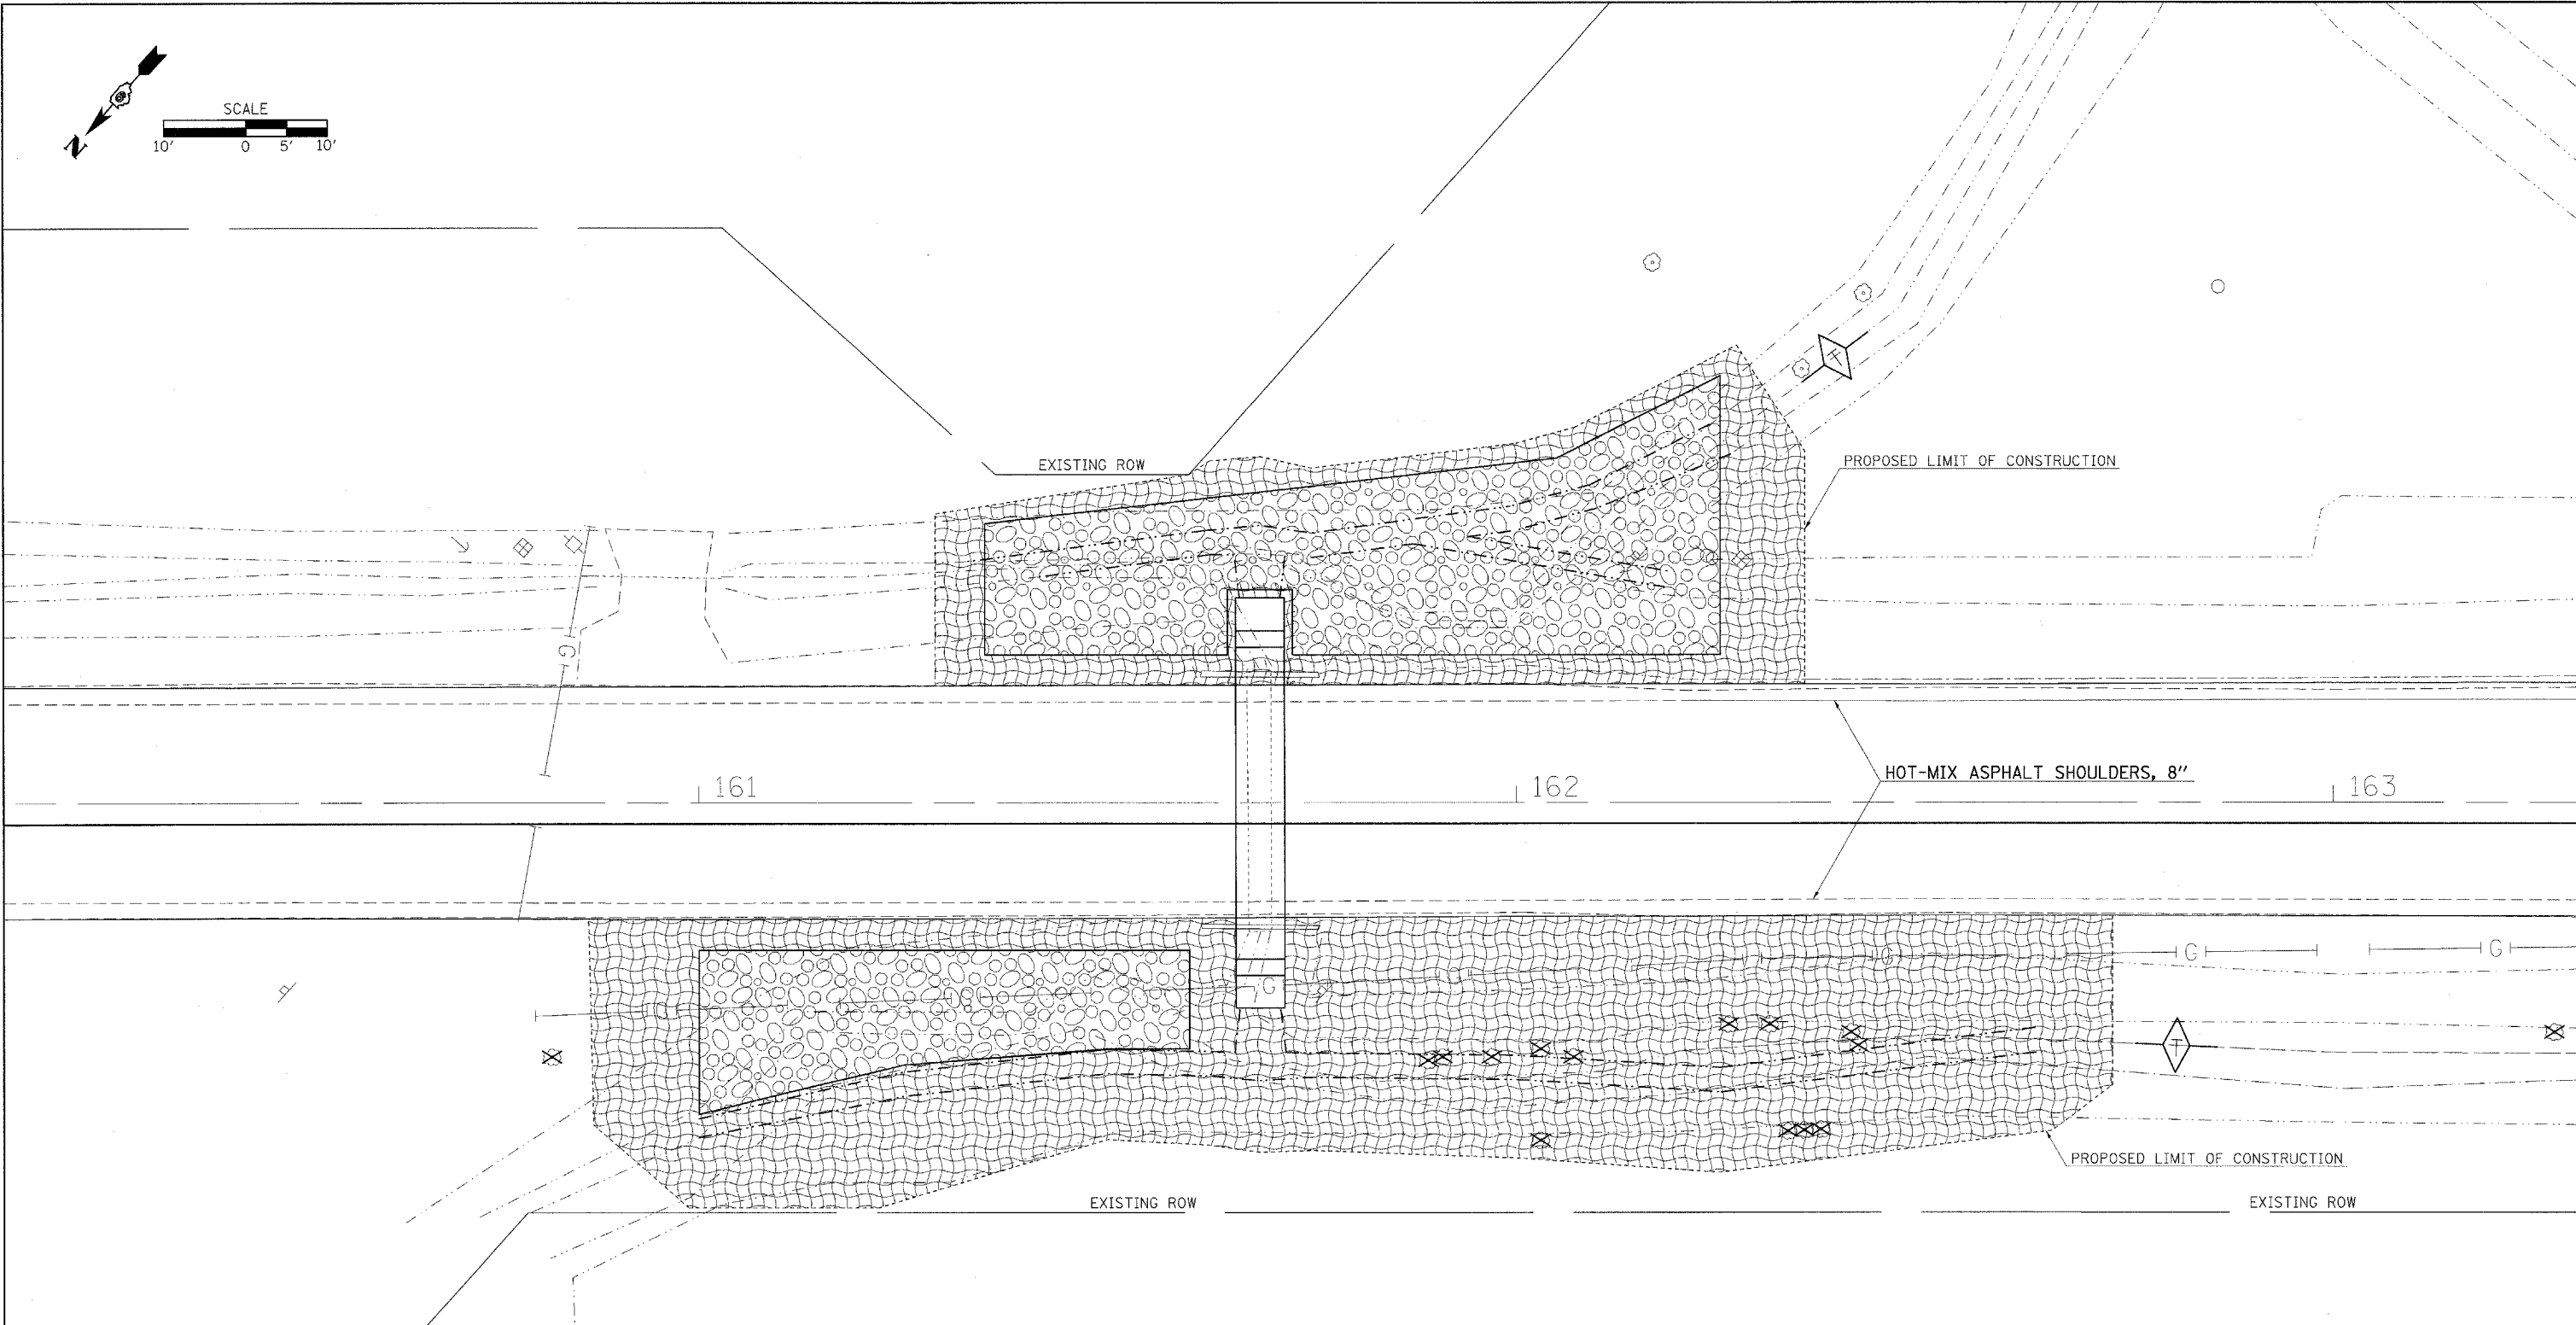 SCALE
10' 0 5' 10'
N
EXISTING ROW
PROPOSED LIMIT OF CONSTRUCTION
G
HOT-MIX ASPHALT SHOULDERS, 8"
161 162 163
G G G G G G G
T
T
PROPOSED LIMIT OF CONSTRUCTION
EXISTING ROW
EXISTING ROW